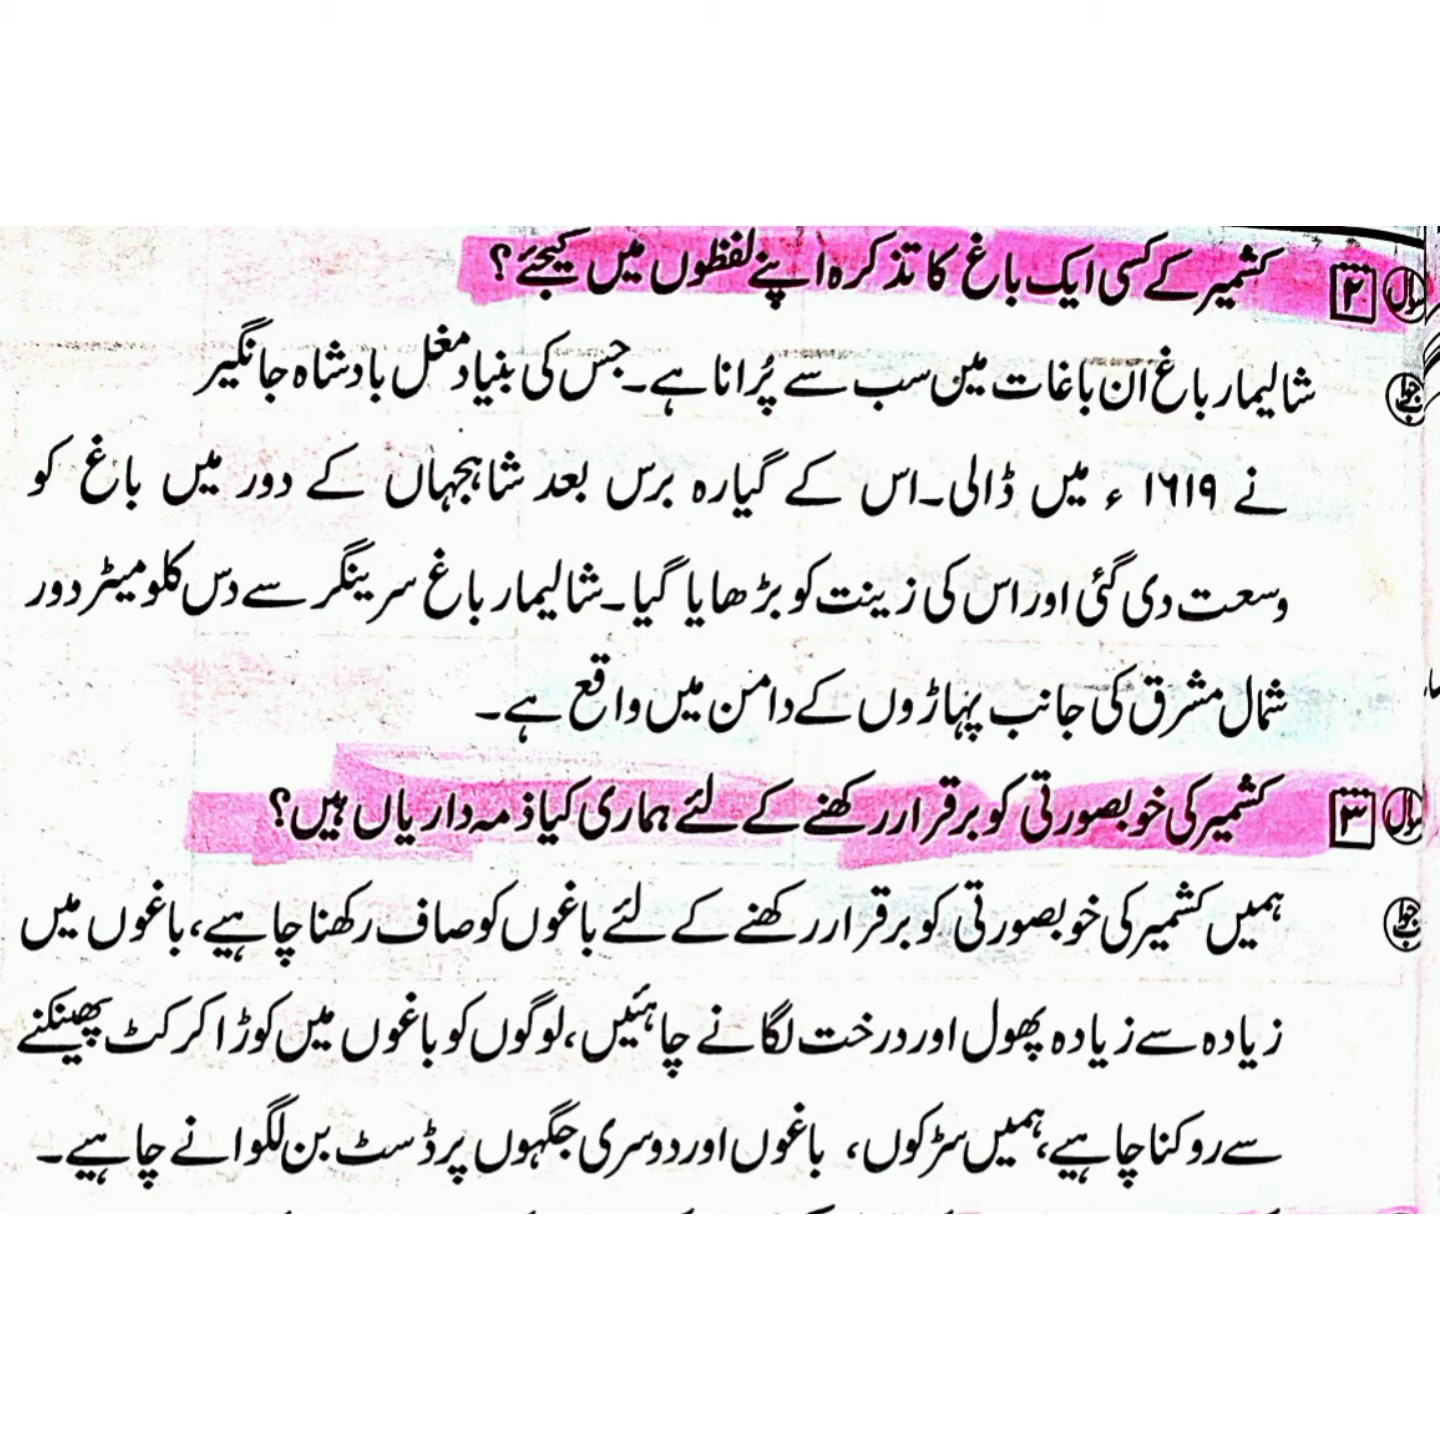 سوال ۲ کشمیر کے کسی ایک باغ کا تذکرہ اپنے لفظوں میں کیجئے؟
جواب شالیمار باغ ان باغات میں سب سے پُرانا ہے۔جس کی بنیاد مغل بادشاہ جانگیر
نے ۱۶۱۹ء میں ڈالی۔اس کے گیارہ برس بعد شاہجہاں کے دور میں باغ کو
وسعت دی گئی اور اس کی زینت کو بڑھایا گیا۔شالیمار باغ سرینگر سے دس کلومیٹر دور
شمال مشرق کی جانب پہاڑوں کے دامن میں واقع ہے۔
سوال ۳ کشمیر کی خوبصورتی کو برقرار رکھنے کے لئے ہماری کیا ذمہ داریاں ہیں؟
جواب ہمیں کشمیر کی خوبصورتی کو برقرار رکھنے کے لئے باغوں کو صاف رکھنا چاہیے،باغوں میں
زیادہ سے زیادہ پھول اور درخت لگانے چاہئیں،لوگوں کو باغوں میں کوڑا کرکٹ پھینکنے
سے روکنا چاہیے،ہمیں سڑکوں، باغوں اور دوسری جگہوں پر ڈسٹ بن لگوانے چاہیے۔